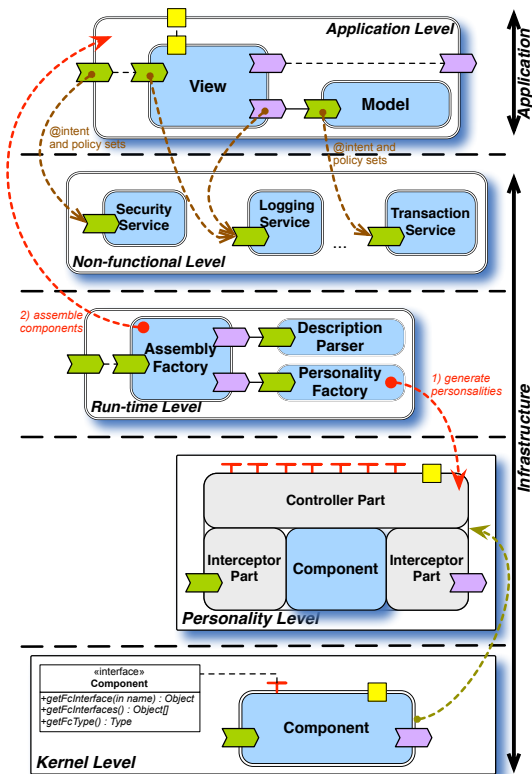 Application Level
View
Model
@intent
and policy sets
@intent and
policy sets
Application
Security
Service
Logging
Service
...
Transaction
Service
Non-functional Level
2) assemble
components
Assembly
Factory
Description
Parser
Personality
Factory
1) generate
personsalities
Run-time Level
Infrastructure
Controller Part
Interceptor
Part
Component
Interceptor
Part
Personality Level
«interface»
Component
+getFcInterface(in name) : Object
+getFcInterfaces() : Object[]
+getFcType() : Type
Component
Kernel Level